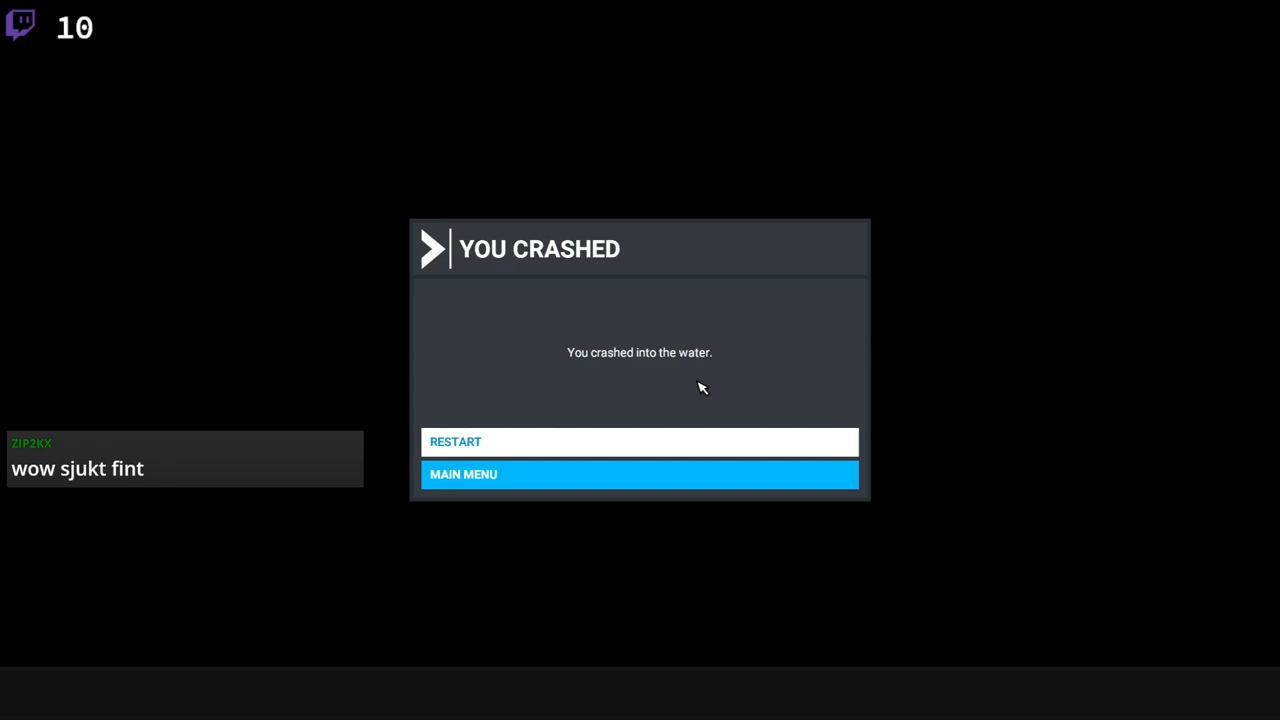 10
YOU CRASHED
You crashed into the water.
ZIP2KX
wow sjukt fint
RESTART
MAIN MENU